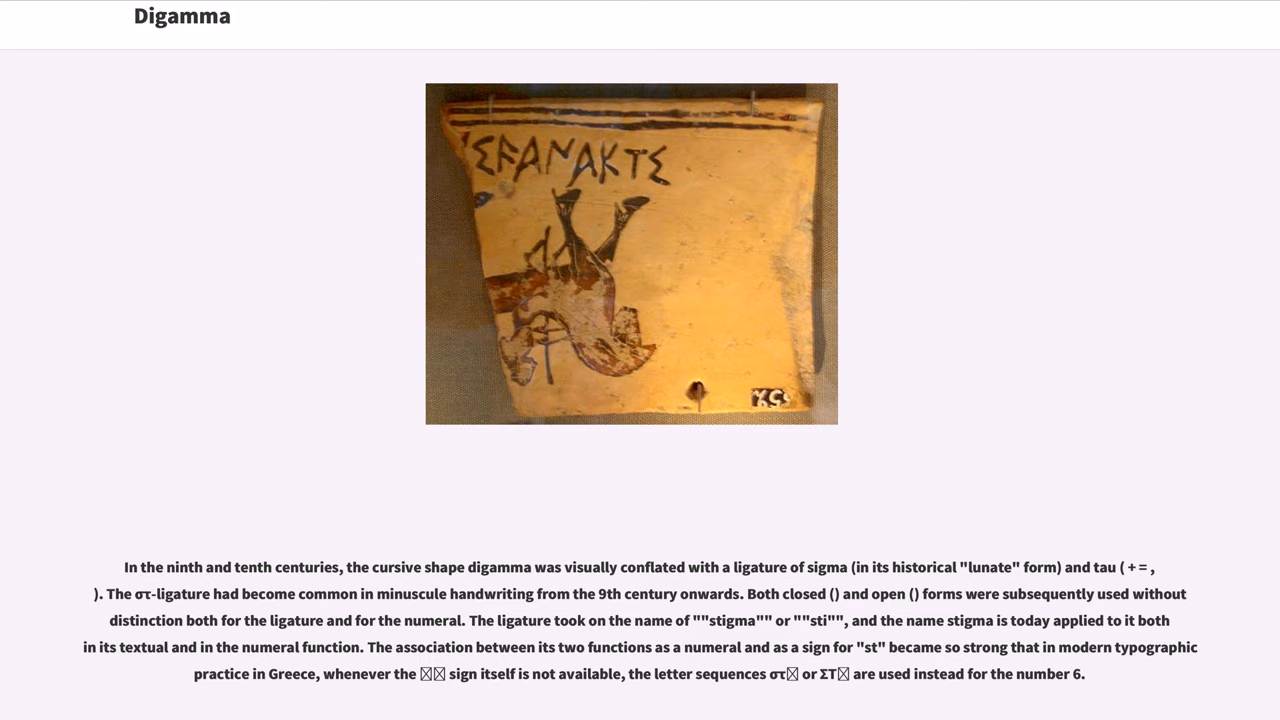 Digamma
ΣϜΑΝΑΚΤΣ
In the ninth and tenth centuries, the cursive shape digamma was visually conflated with a ligature of sigma (in its historical "lunate" form) and tau ( + = ,
). The στ-ligature had become common in minuscule handwriting from the 9th century onwards. Both closed () and open () forms were subsequently used without
distinction both for the ligature and for the numeral. The ligature took on the name of ""stigma"" or ""sti"", and the name stigma is today applied to it both
in its textual and in the numeral function. The association between its two functions as a numeral and as a sign for "st" became so strong that in modern typographic
practice in Greece, whenever the sign itself is not available, the letter sequences στ or ΣΤ are used instead for the number 6.